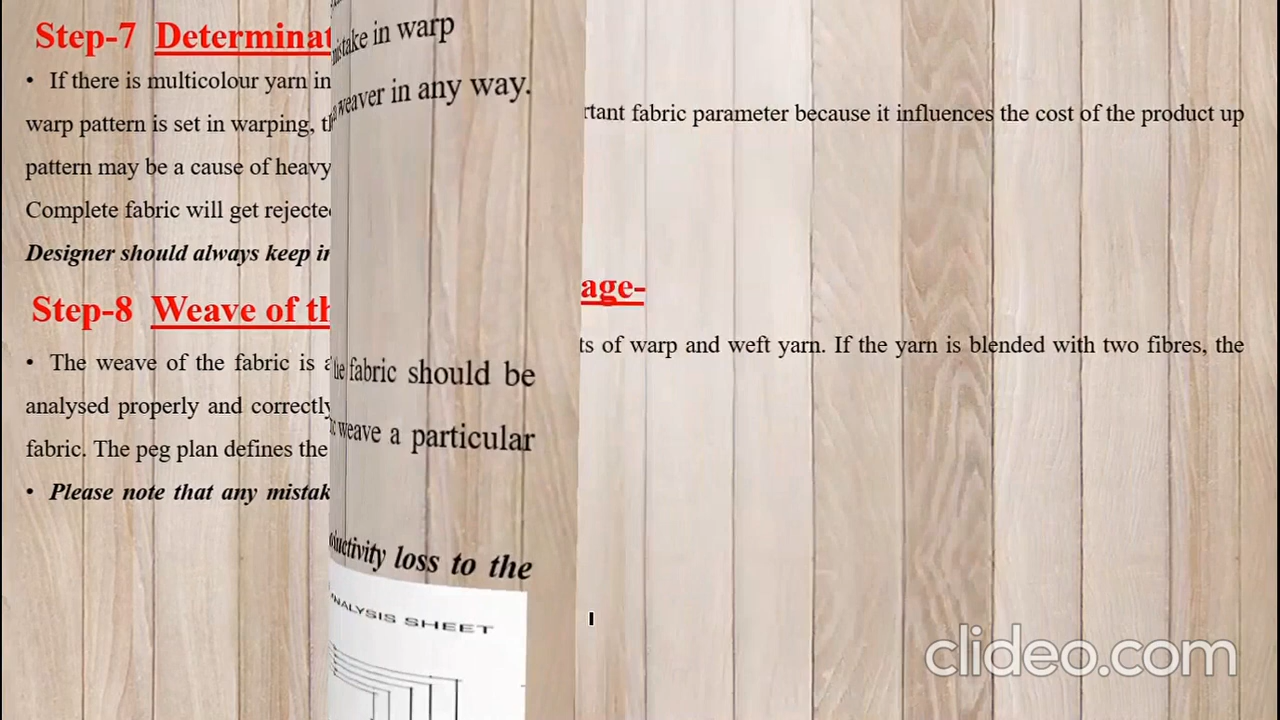 Step-7 Determinat
• If there is multicolour yarn in
warp pattern is set in warping,
pattern may be a cause of heavy
Complete fabric will get rejected
Designer should always keep in
Step-8 Weave of th
• The weave of the fabric is
analysed properly and correctly
fabric. The peg plan defines the
• Please note that any mistak
mistake in warp
weaver in any way.
the fabric should be
weave a particular
loss to the
ANALYSIS SHEET
rtant fabric parameter because it influences the cost of the product up
age-
ts of warp and weft yarn. If the yarn is blended with two fibres, the
clideo.com